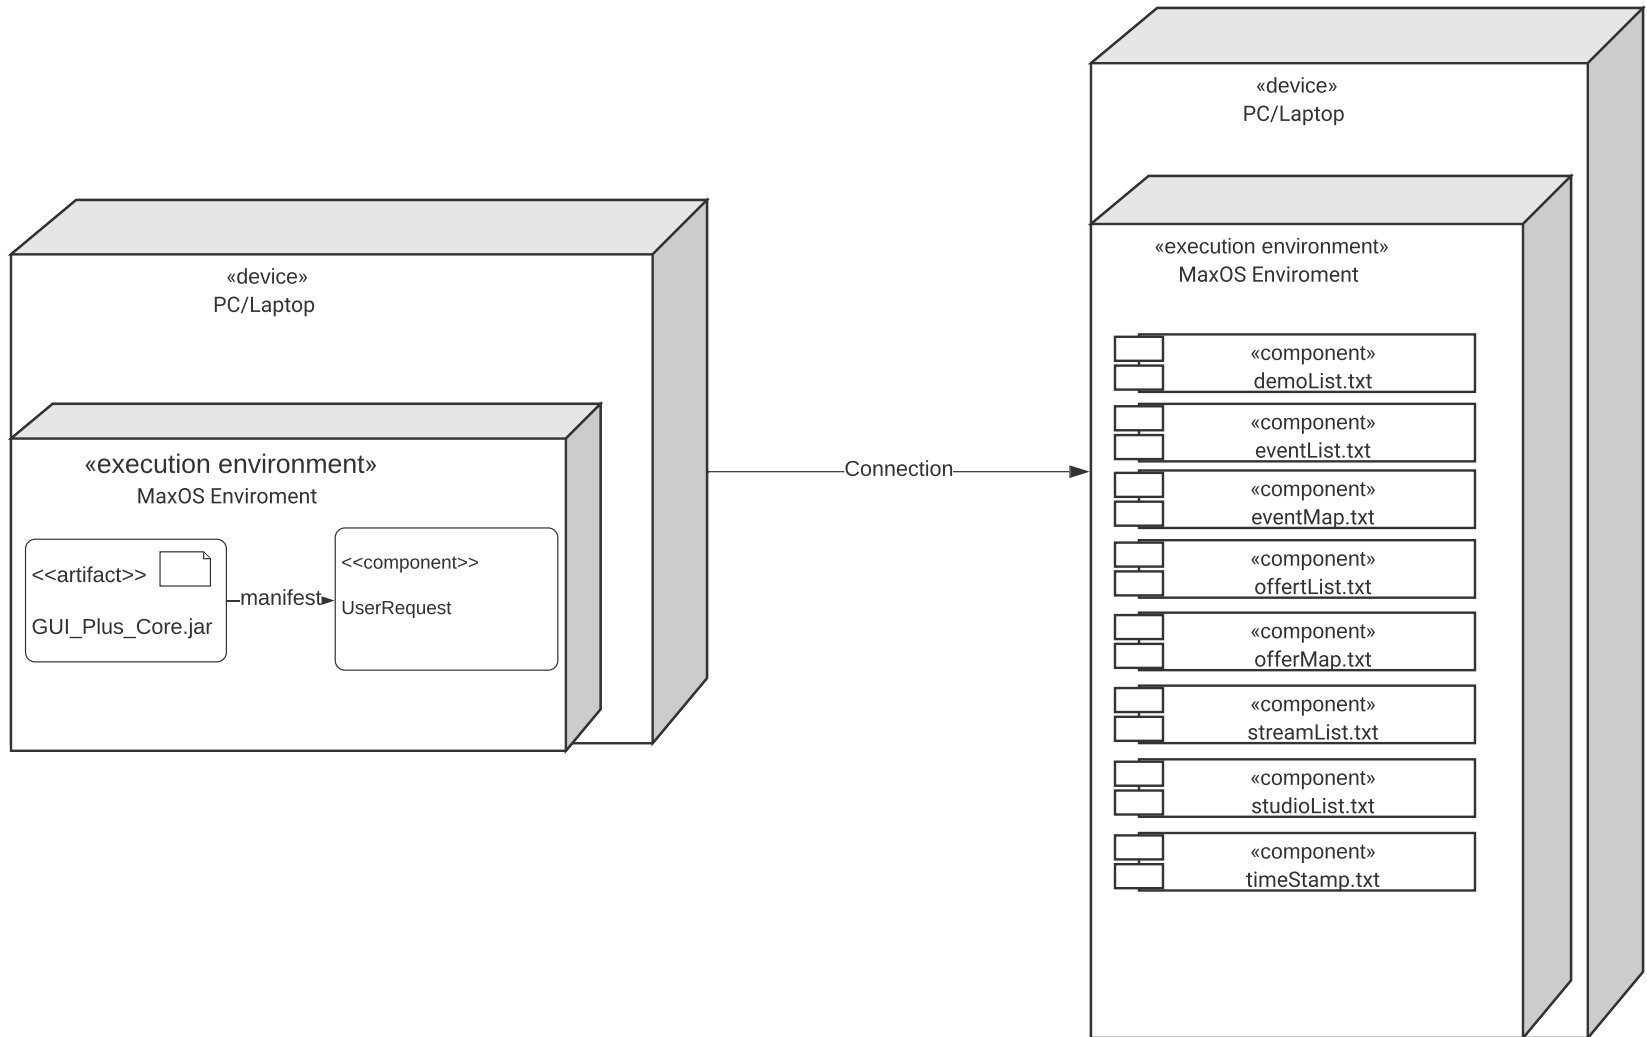 «device»
PC/Laptop
«execution environment»
MaxOS Enviroment
<<artifact>>
GUI_Plus_Core.jar
manifest
<<component>>
UserRequest
Connection
«device»
PC/Laptop
«execution environment»
MaxOS Enviroment
«component»
demoList.txt
«component»
eventList.txt
«component»
eventMap.txt
«component»
offertList.txt
«component»
offerMap.txt
«component»
streamList.txt
«component»
studioList.txt
«component»
timeStamp.txt